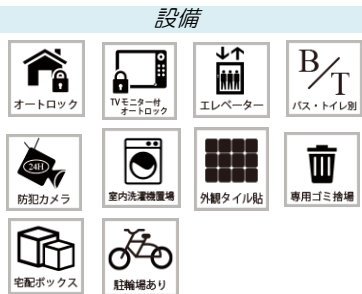 設備
オートロック
TVモニター付
オートロック
エレベーター
B/T
バス・トイレ別
24H
防犯カメラ
室内洗濯機置場
外観タイル貼
専用ゴミ捨場
宅配ボックス
駐輪場あり